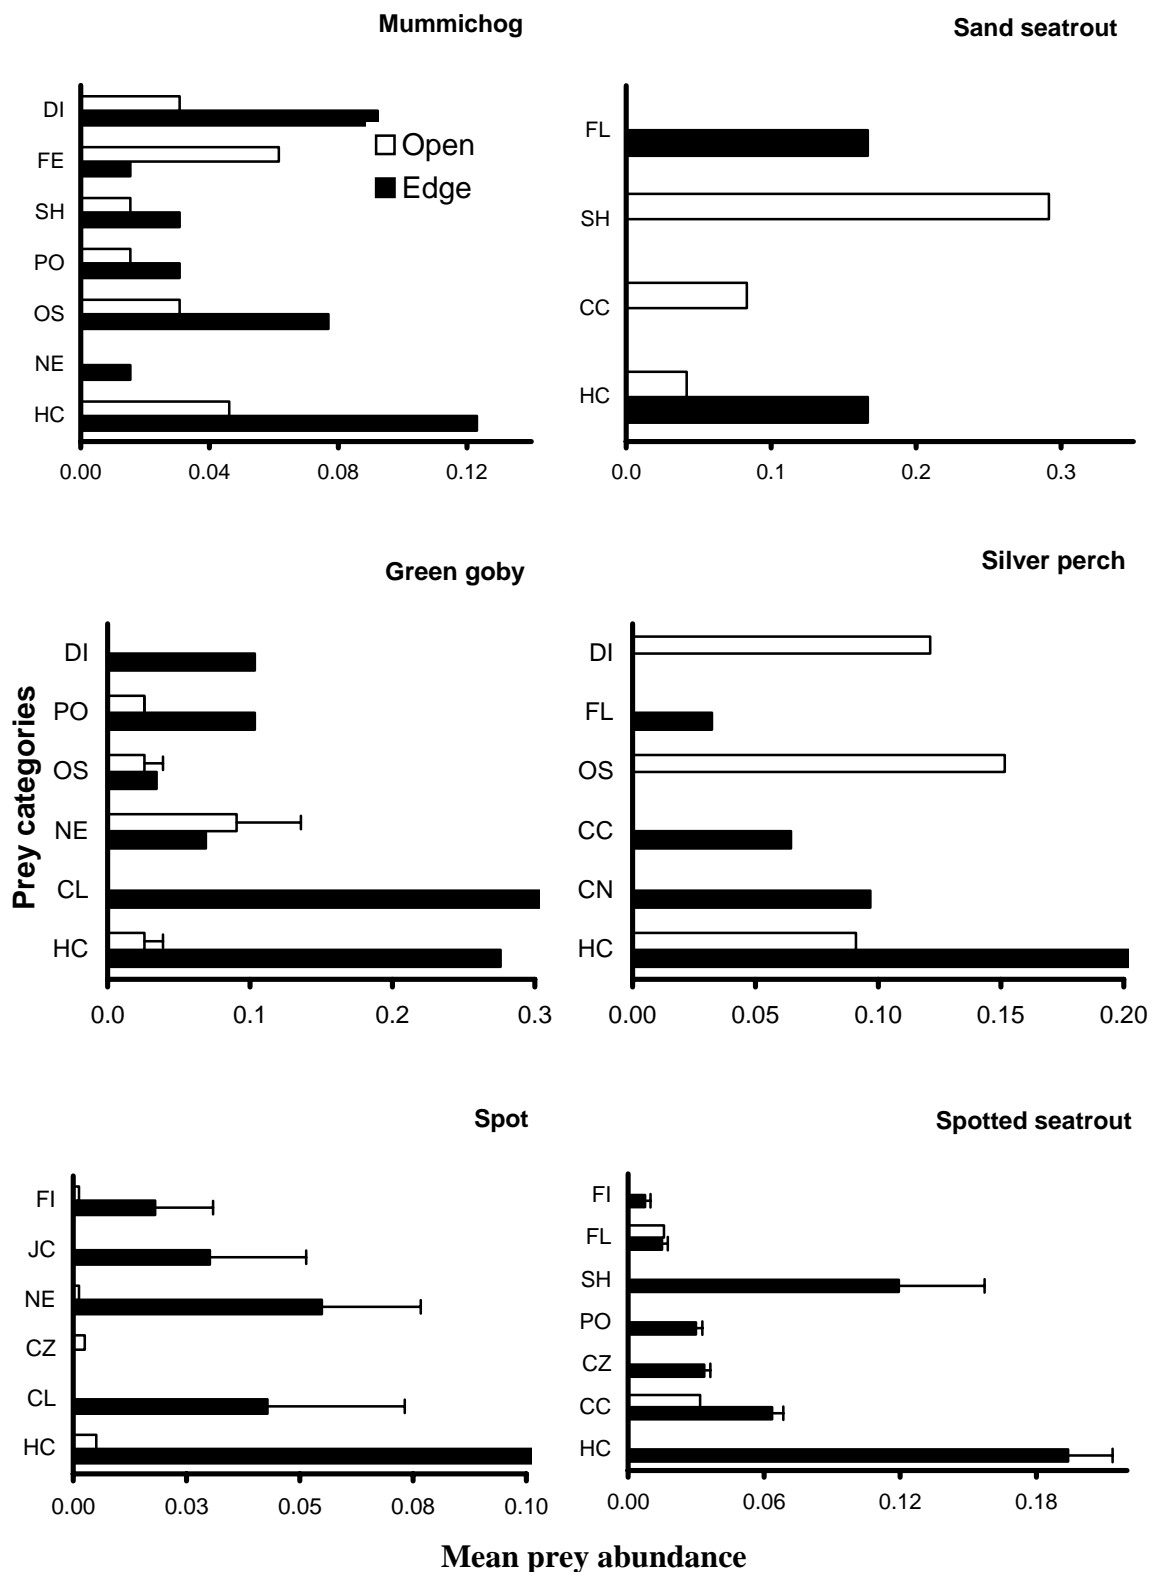 Mummichog
DI
FE
SH
PO
OS
NE
HC
Open
Edge
0.00 0.04 0.08 0.12
Sand seatrout
FL
SH
CC
HC
0.0 0.1 0.2 0.3
Green goby
DI
PO
OS
NE
CL
HC
0.0 0.1 0.2 0.3
Silver perch
DI
FL
OS
CC
CN
HC
0.00 0.05 0.10 0.15 0.20
Prey categories
Spot
FI
JC
NE
CZ
CL
HC
0.00 0.03 0.05 0.08 0.10
Spotted seatrout
FI
FL
SH
PO
CZ
CC
HC
0.00 0.06 0.12 0.18
Mean prey abundance